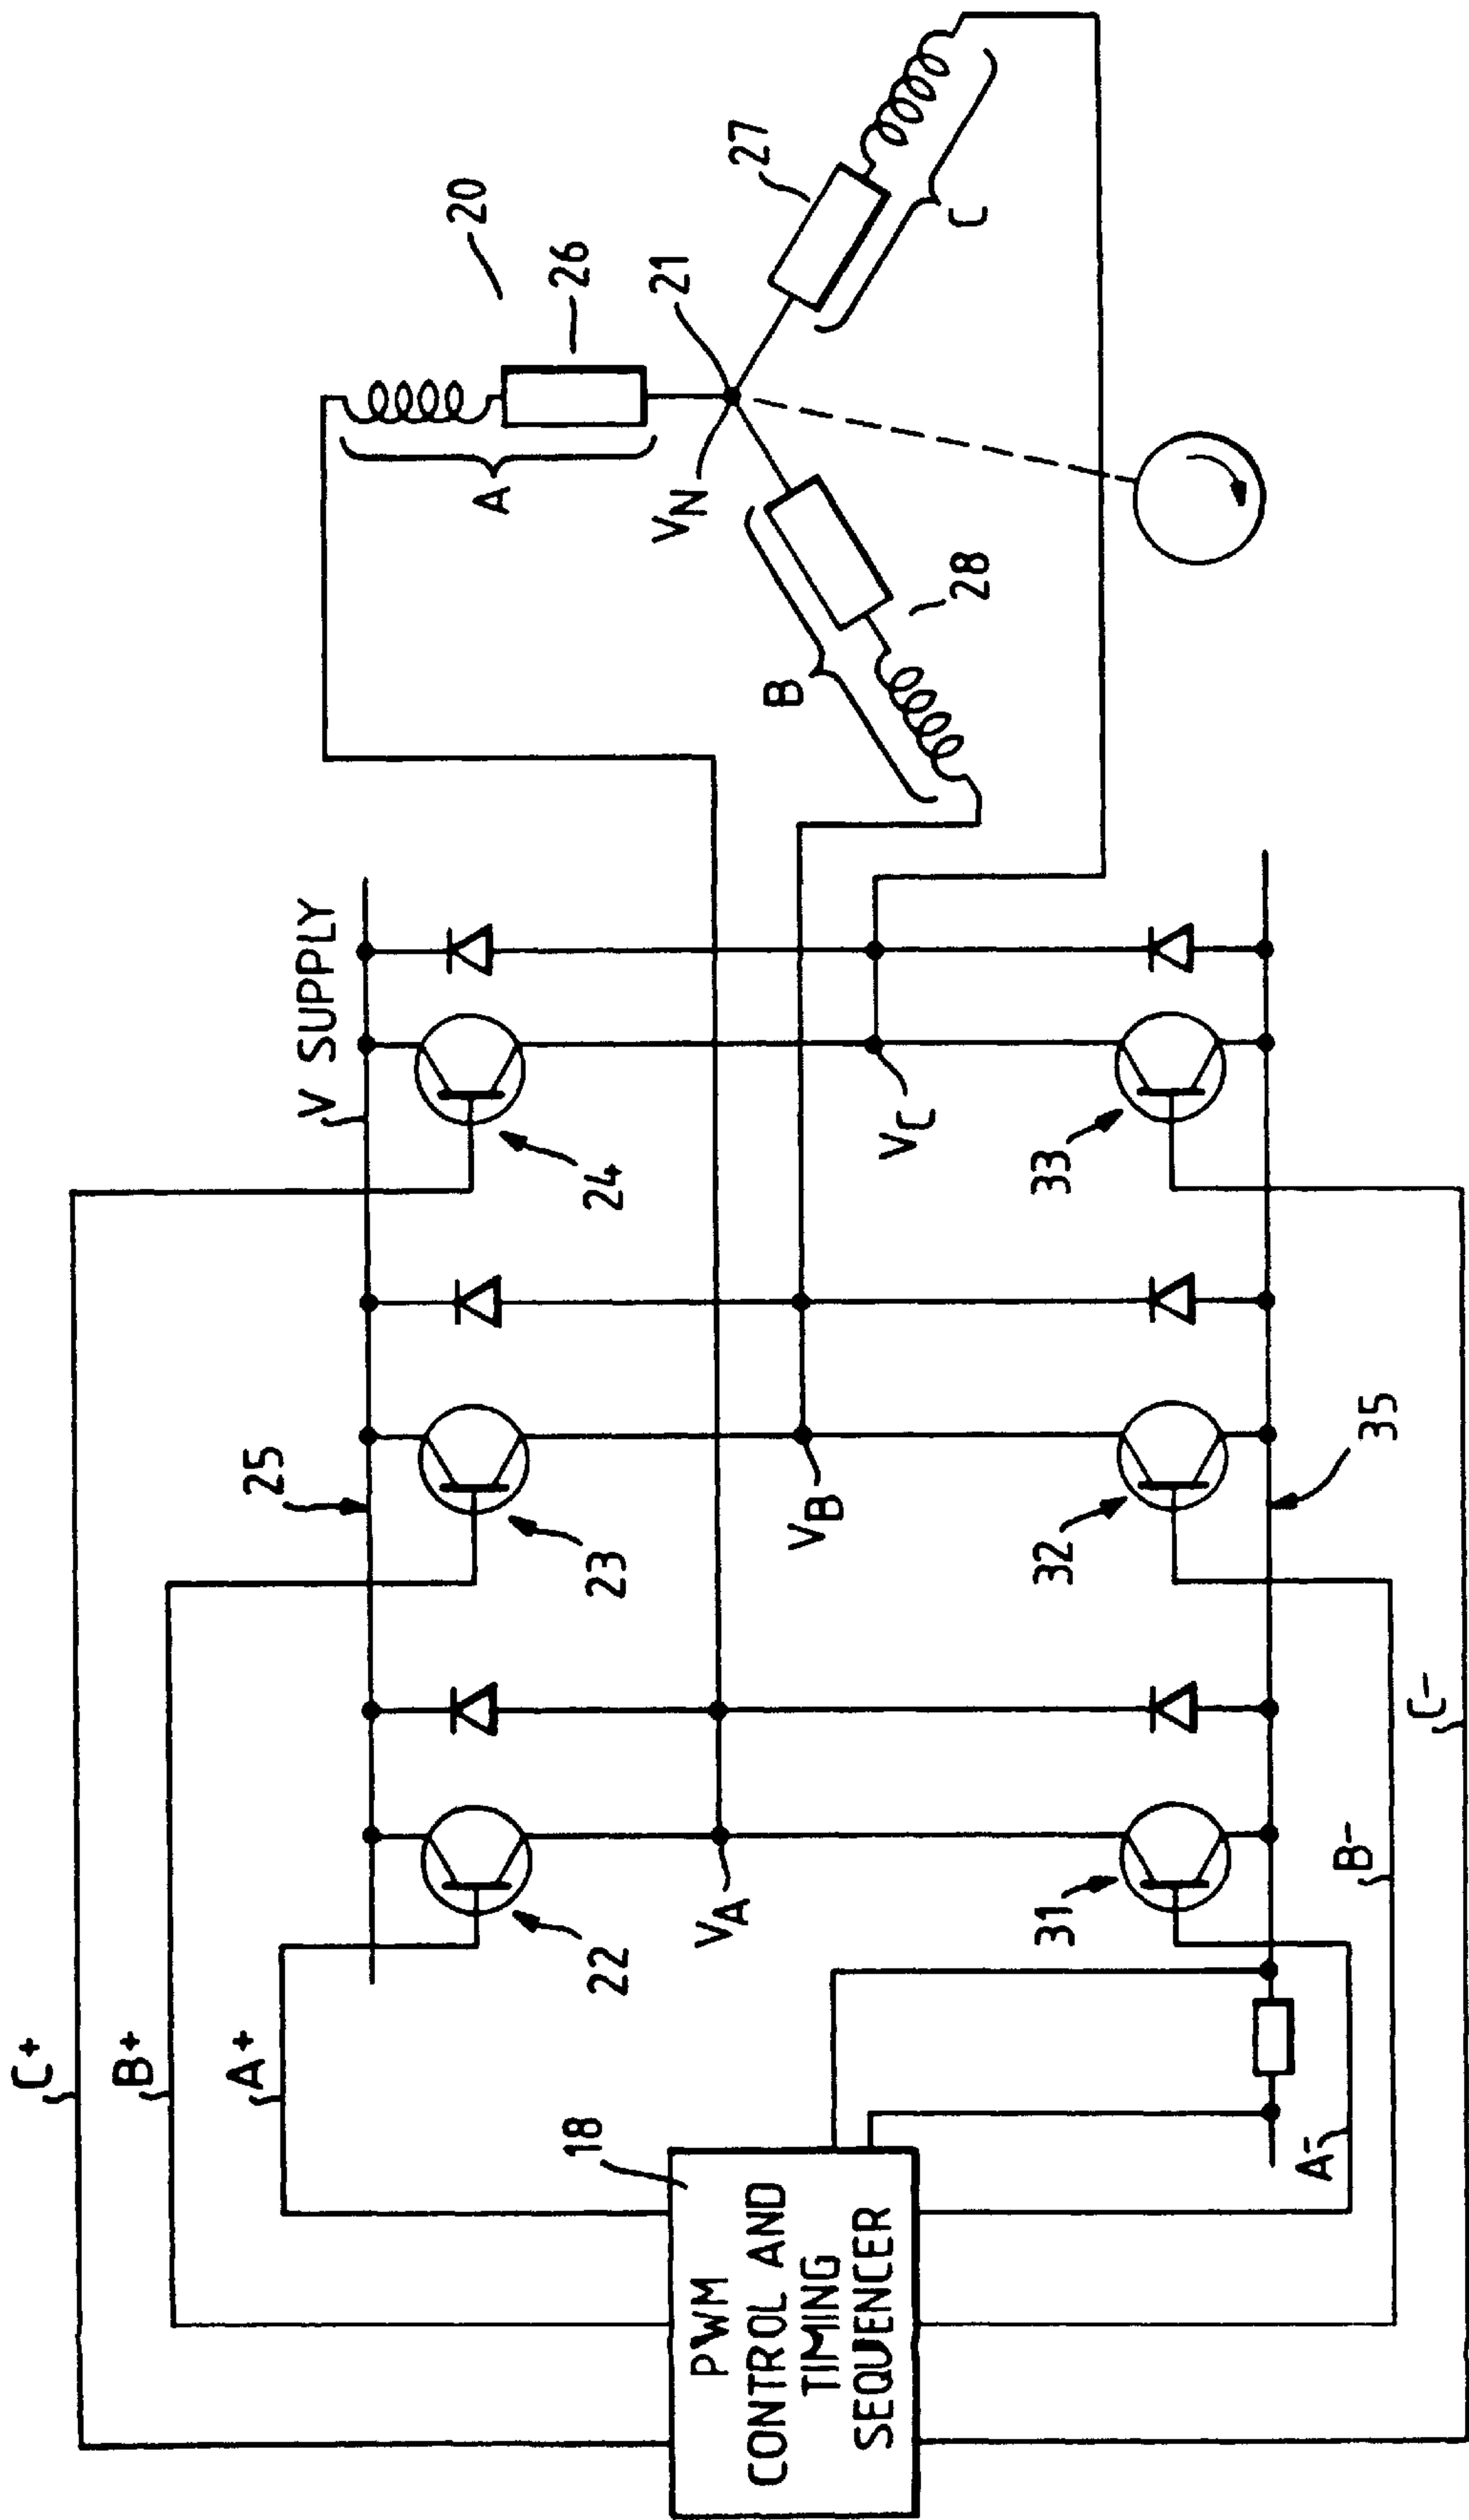 C+
B+
A+
18
PWM
CONTROL AND
TIMING
SEQUENCER
22
VA
31
A-
B-
C-
25
23
VB
32
35
V SUPPLY
24
VC
33
A
B
C
VN
20
26
21
27
28